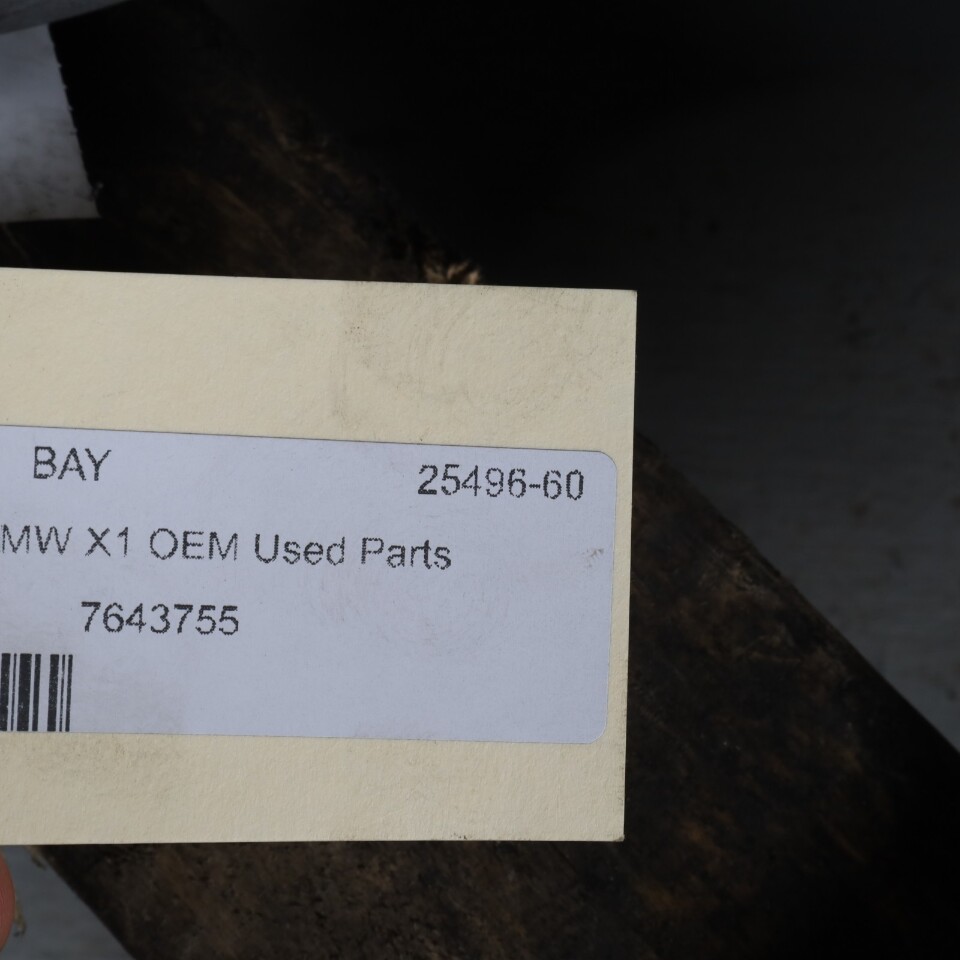 BAY 25496-60
MW X1 OEM Used Parts
7643755